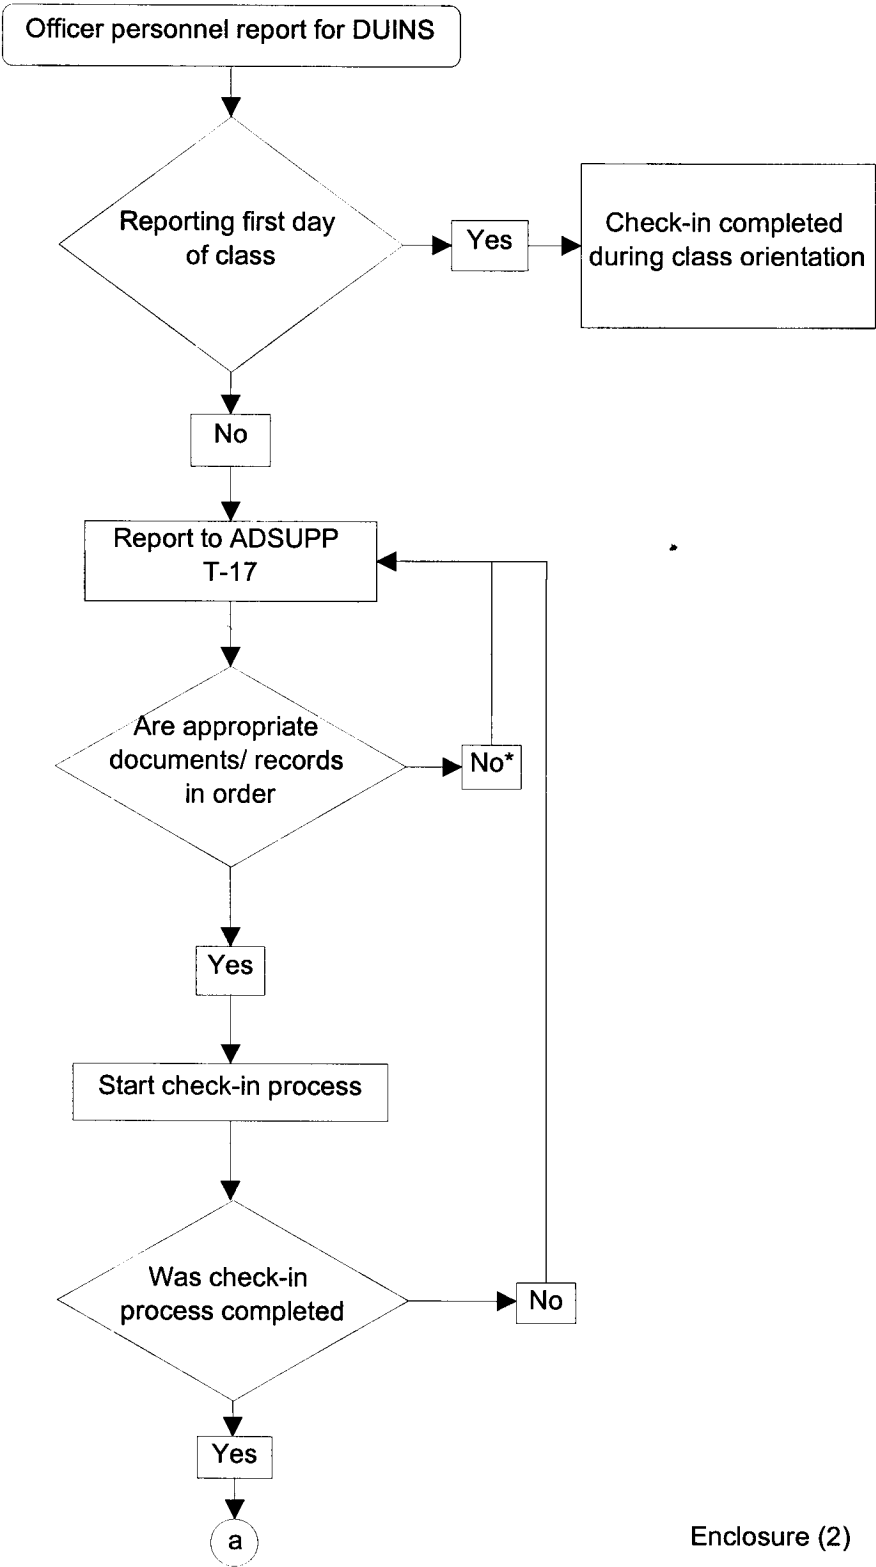 Officer personnel report for DUINS
Reporting first day
of class
Yes
Check-in completed
during class orientation
No
Report to ADSUPP
T-17
Are appropriate
documents/ records
in order
No*
Yes
Start check-in process
Was check-in
process completed
No
Yes
a
Enclosure (2)